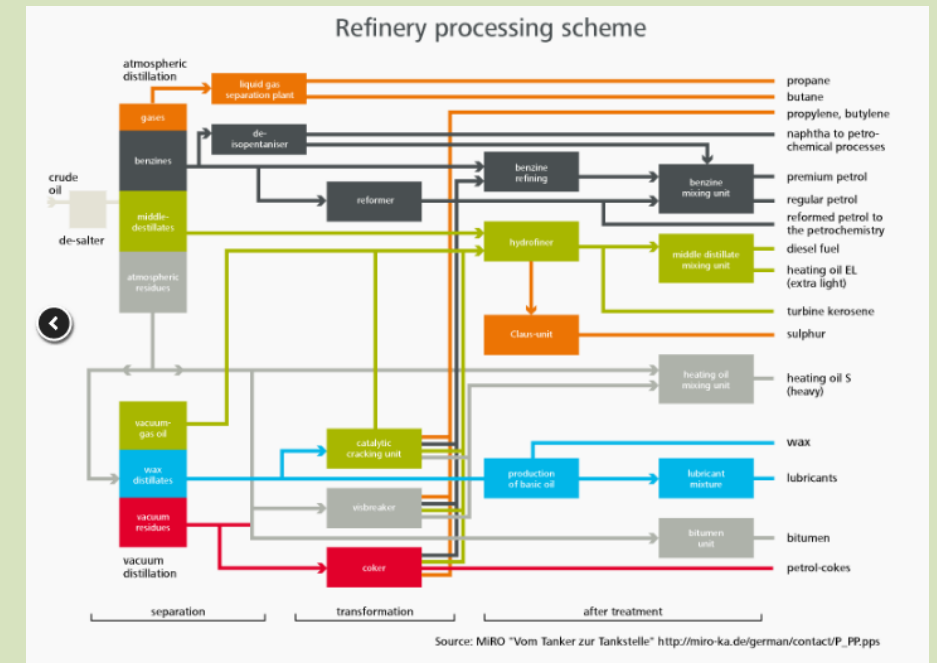 Refinery processing scheme
atmospheric
distillation
liquid gas
separation plant
propane
butane
gases
propylene, butylene
de-
isopentaniser
naphtha to petro-
chemical processes
benzines
benzine
refining
benzine
mixing unit
premium petrol
crude
oil
reformer
regular petrol
de-salter
middle-
destillates
reformed petrol to
the petrochemistry
hydrofiner
middle distillate
mixing unit
diesel fuel
heating oil EL
(extra light)
atmospheric
residues
turbine kerosene
Claus-unit
sulphur
heating oil
mixing unit
heating oil S
(heavy)
vacuum-
gas oil
catalytic
cracking unit
wax
wax
distillates
production
of basic oil
lubricant
mixture
lubricants
visbreaker
vacuum
residues
bitumen
unit
bitumen
vacuum
distillation
coker
petrol-cokes
separation
transformation
after treatment
Source: MiRO "Vom Tanker zur Tankstelle" http://miro-ka.de/german/contact/P_PP.pps